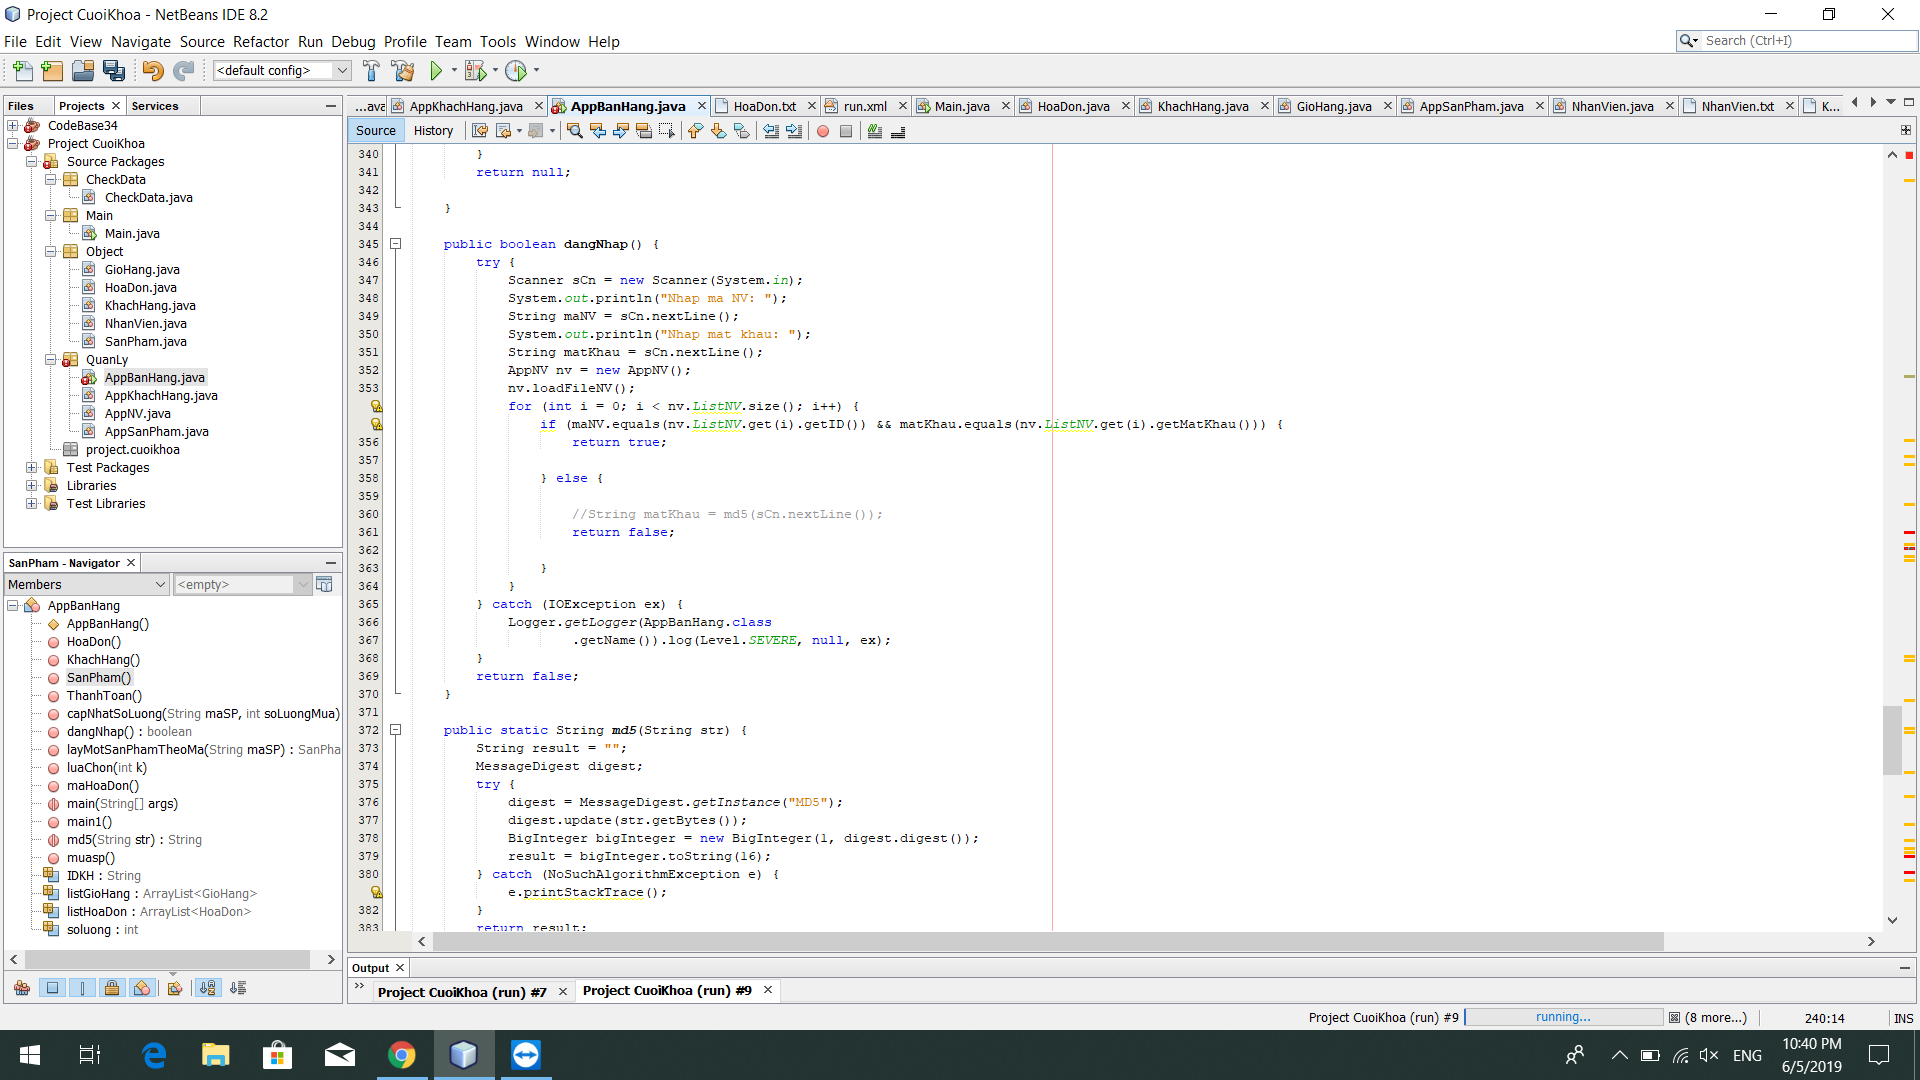 Project CuoiKhoa - NetBeans IDE 8.2
File Edit View Navigate Source Refactor Run Debug Profile Team Tools Window Help
Search (Ctrl+I)
<default config>
Files Projects Services
CodeBase34
Project CuoiKhoa
Source Packages
CheckData
CheckData.java
Main
Main.java
Object
GioHang.java
HoaDon.java
KhachHang.java
NhanVien.java
SanPham.java
QuanLy
AppBanHang.java
AppKhachHang.java
AppNV.java
AppSanPham.java
project.cuoikhoa
Test Packages
Libraries
Test Libraries
SanPham - Navigator
Members <empty>
AppBanHang
AppBanHang()
HoaDon()
KhachHang()
SanPham()
ThanhToan()
capNhatSoLuong(String maSP, int soLuongMua)
dangNhap() : boolean
layMotSanPhamTheoMa(String maSP) : SanPha
luaChon(int k)
maHoaDon()
main(String[] args)
main1()
md5(String str) : String
muasp()
IDKH : String
listGioHang : ArrayList<GioHang>
listHoaDon : ArrayList<HoaDon>
soluong : int
...ava AppKhachHang.java AppBanHang.java HoaDon.txt run.xml Main.java HoaDon.java KhachHang.java GioHang.java AppSanPham.java NhanVien.java NhanVien.txt K...
Source History
340 }
341 return null;
342
343 }
344
345 public boolean dangNhap() {
346 try {
347 Scanner sCn = new Scanner(System.in);
348 System.out.println("Nhap ma NV: ");
349 String maNV = sCn.nextLine();
350 System.out.println("Nhap mat khau: ");
351 String matKhau = sCn.nextLine();
352 AppNV nv = new AppNV();
353 nv.loadFileNV();
for (int i = 0; i < nv.ListNV.size(); i++) {
if (maNV.equals(nv.ListNV.get(i).getID()) && matKhau.equals(nv.ListNV.get(i).getMatKhau())) {
356 return true;
357
358 } else {
359
360 //String matKhau = md5(sCn.nextLine());
361 return false;
362
363 }
364 }
365 } catch (IOException ex) {
366 Logger.getLogger(AppBanHang.class
367 .getName()).log(Level.SEVERE, null, ex);
368 }
369 return false;
370 }
371
372 public static String md5(String str) {
373 String result = "";
374 MessageDigest digest;
375 try {
376 digest = MessageDigest.getInstance("MD5");
377 digest.update(str.getBytes());
378 BigInteger bigInteger = new BigInteger(1, digest.digest());
379 result = bigInteger.toString(16);
380 } catch (NoSuchAlgorithmException e) {
e.printStackTrace();
382 }
383 return result;
Output
Project CuoiKhoa (run) #7 Project CuoiKhoa (run) #9
Project CuoiKhoa (run) #9 running... (8 more...) 240:14 INS
ENG
10:40 PM
6/5/2019